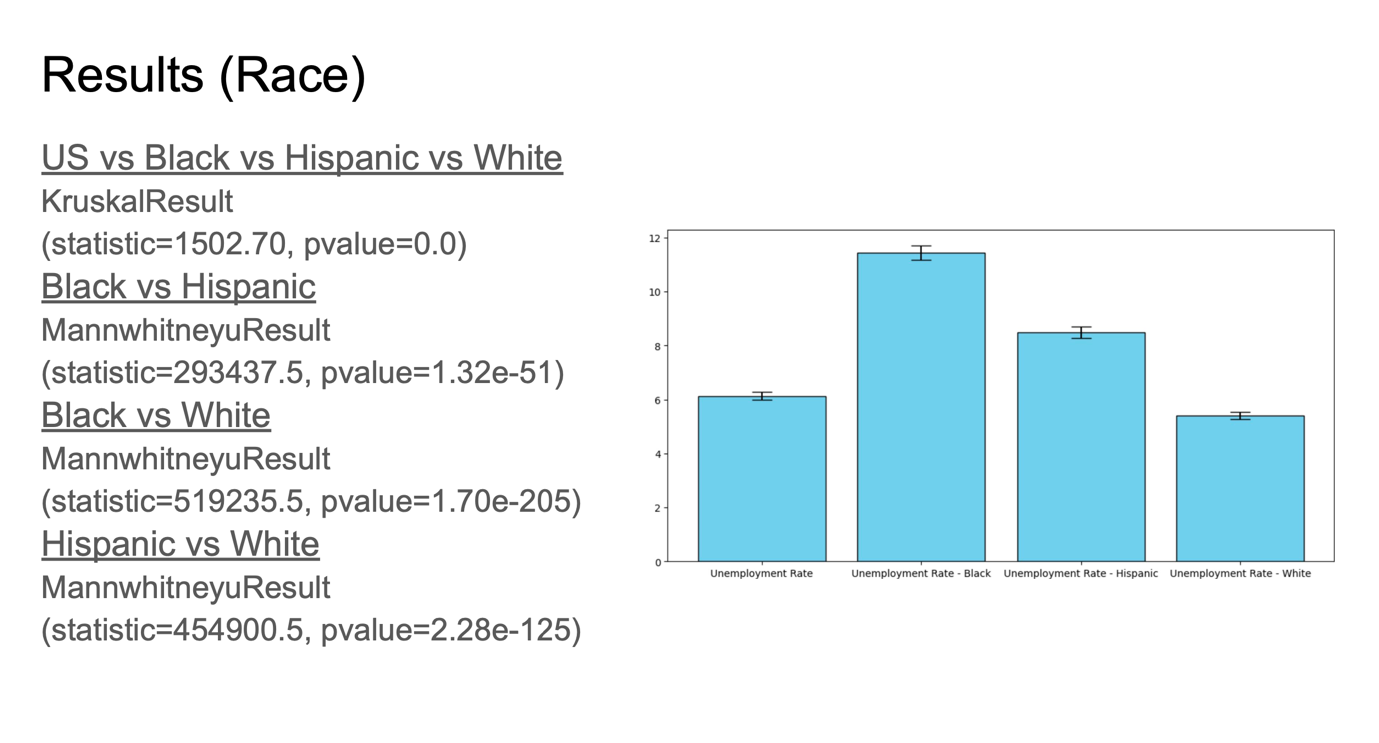 Results (Race)
US vs Black vs Hispanic vs White
KruskalResult
(statistic=1502.70, pvalue=0.0)
Black vs Hispanic
MannwhitneyuResult
(statistic=293437.5, pvalue=1.32e-51)
Black vs White
MannwhitneyuResult
(statistic=519235.5, pvalue=1.70e-205)
Hispanic vs White
MannwhitneyuResult
(statistic=454900.5, pvalue=2.28e-125)
12
10
8
6
4
2
0
Unemployment Rate
Unemployment Rate - Black
Unemployment Rate - Hispanic
Unemployment Rate - White